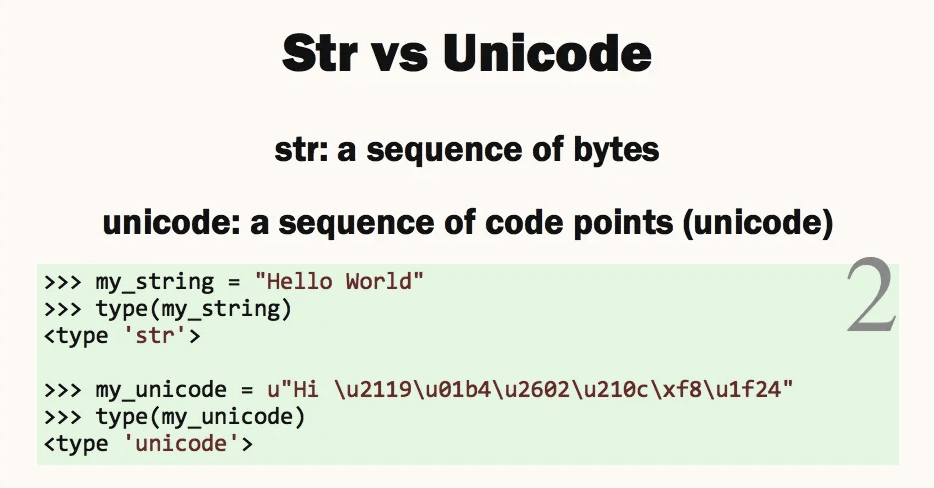 Str vs Unicode
str: a sequence of bytes
unicode: a sequence of code points (unicode)
2
>>> my_string = "Hello World"
>>> type(my_string)
<type 'str'>
>>> my_unicode = u"Hi \u2119\u01b4\u2602\u210c\xf8\u1f24"
>>> type(my_unicode)
<type 'unicode'>